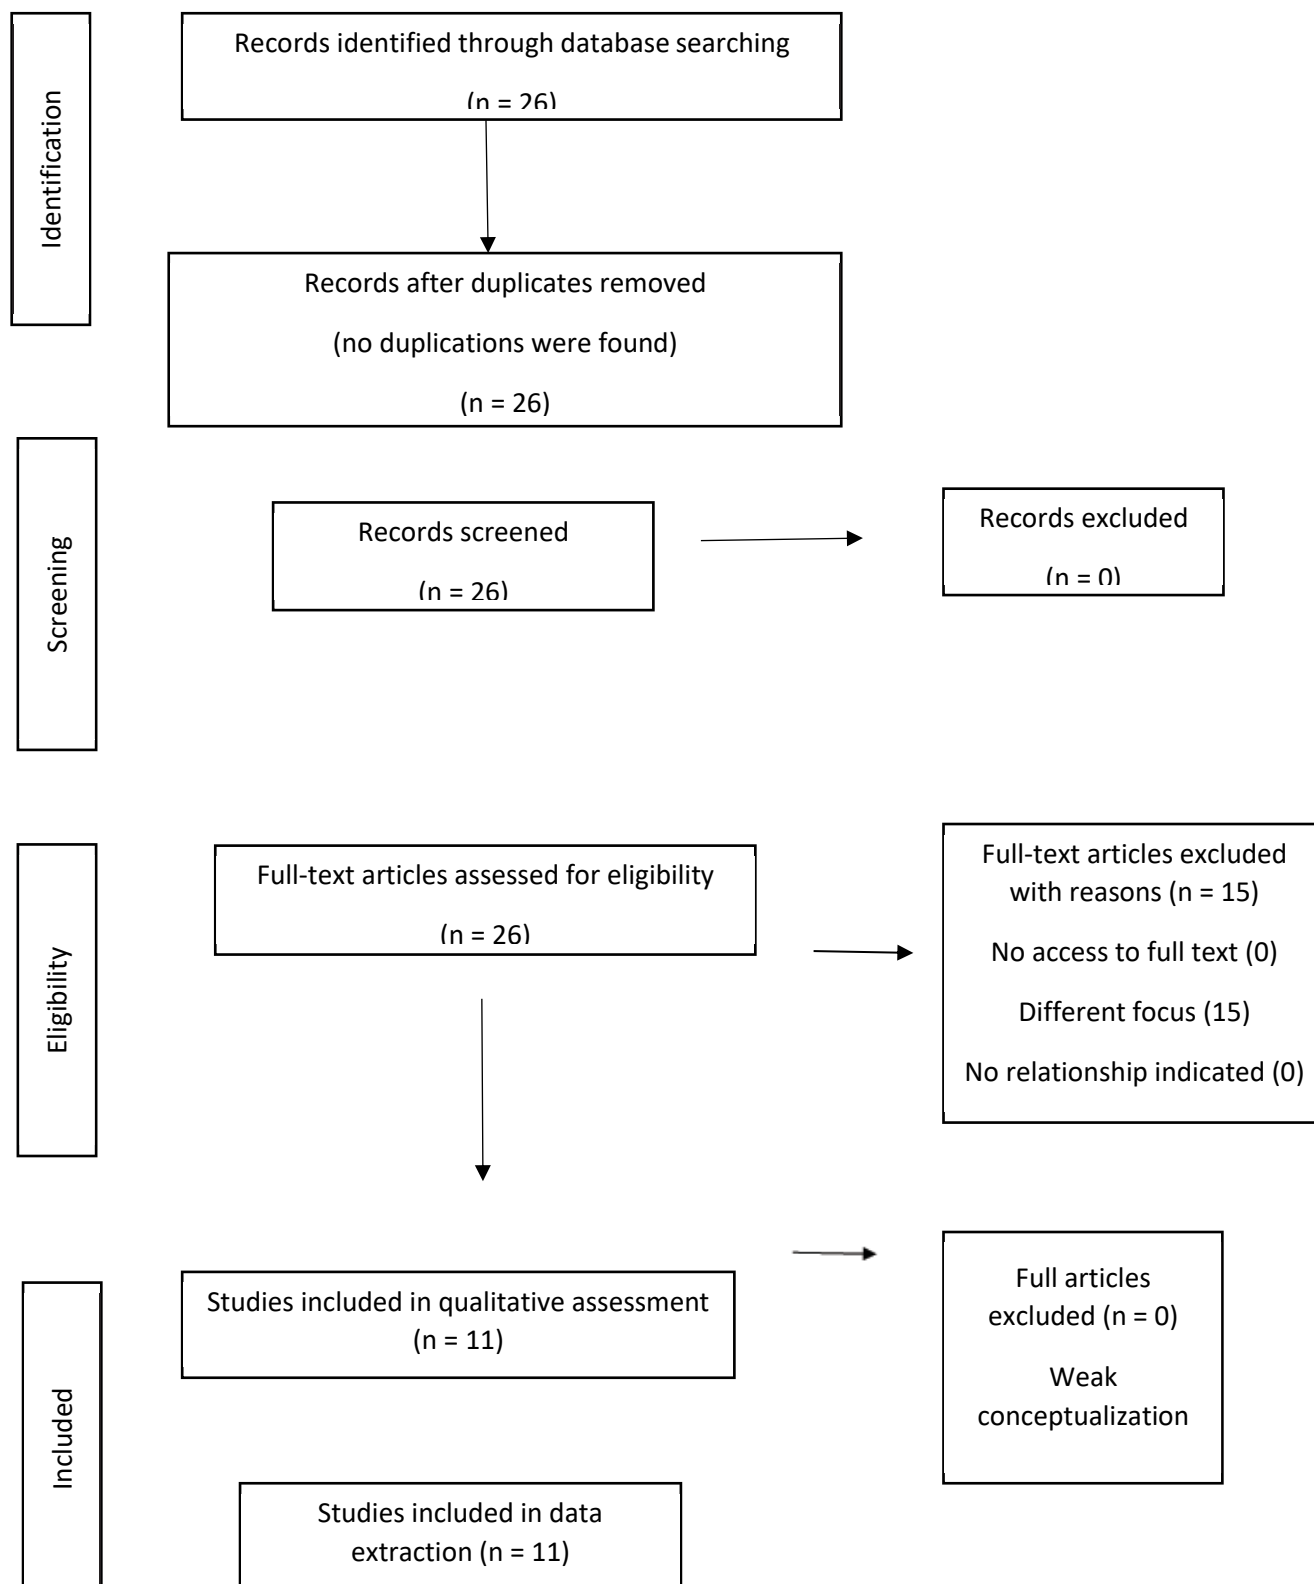 Identification
Records identified through database searching
(n = 26)
Records after duplicates removed
(no duplications were found)
(n = 26)
Screening
Records screened
(n = 26)
Records excluded
(n = 0)
Eligibility
Full-text articles assessed for eligibility
(n = 26)
Full-text articles excluded
with reasons (n = 15)
No access to full text (0)
Different focus (15)
No relationship indicated (0)
Included
Studies included in qualitative assessment
(n = 11)
Full articles
excluded (n = 0)
Weak
conceptualization
Studies included in data
extraction (n = 11)